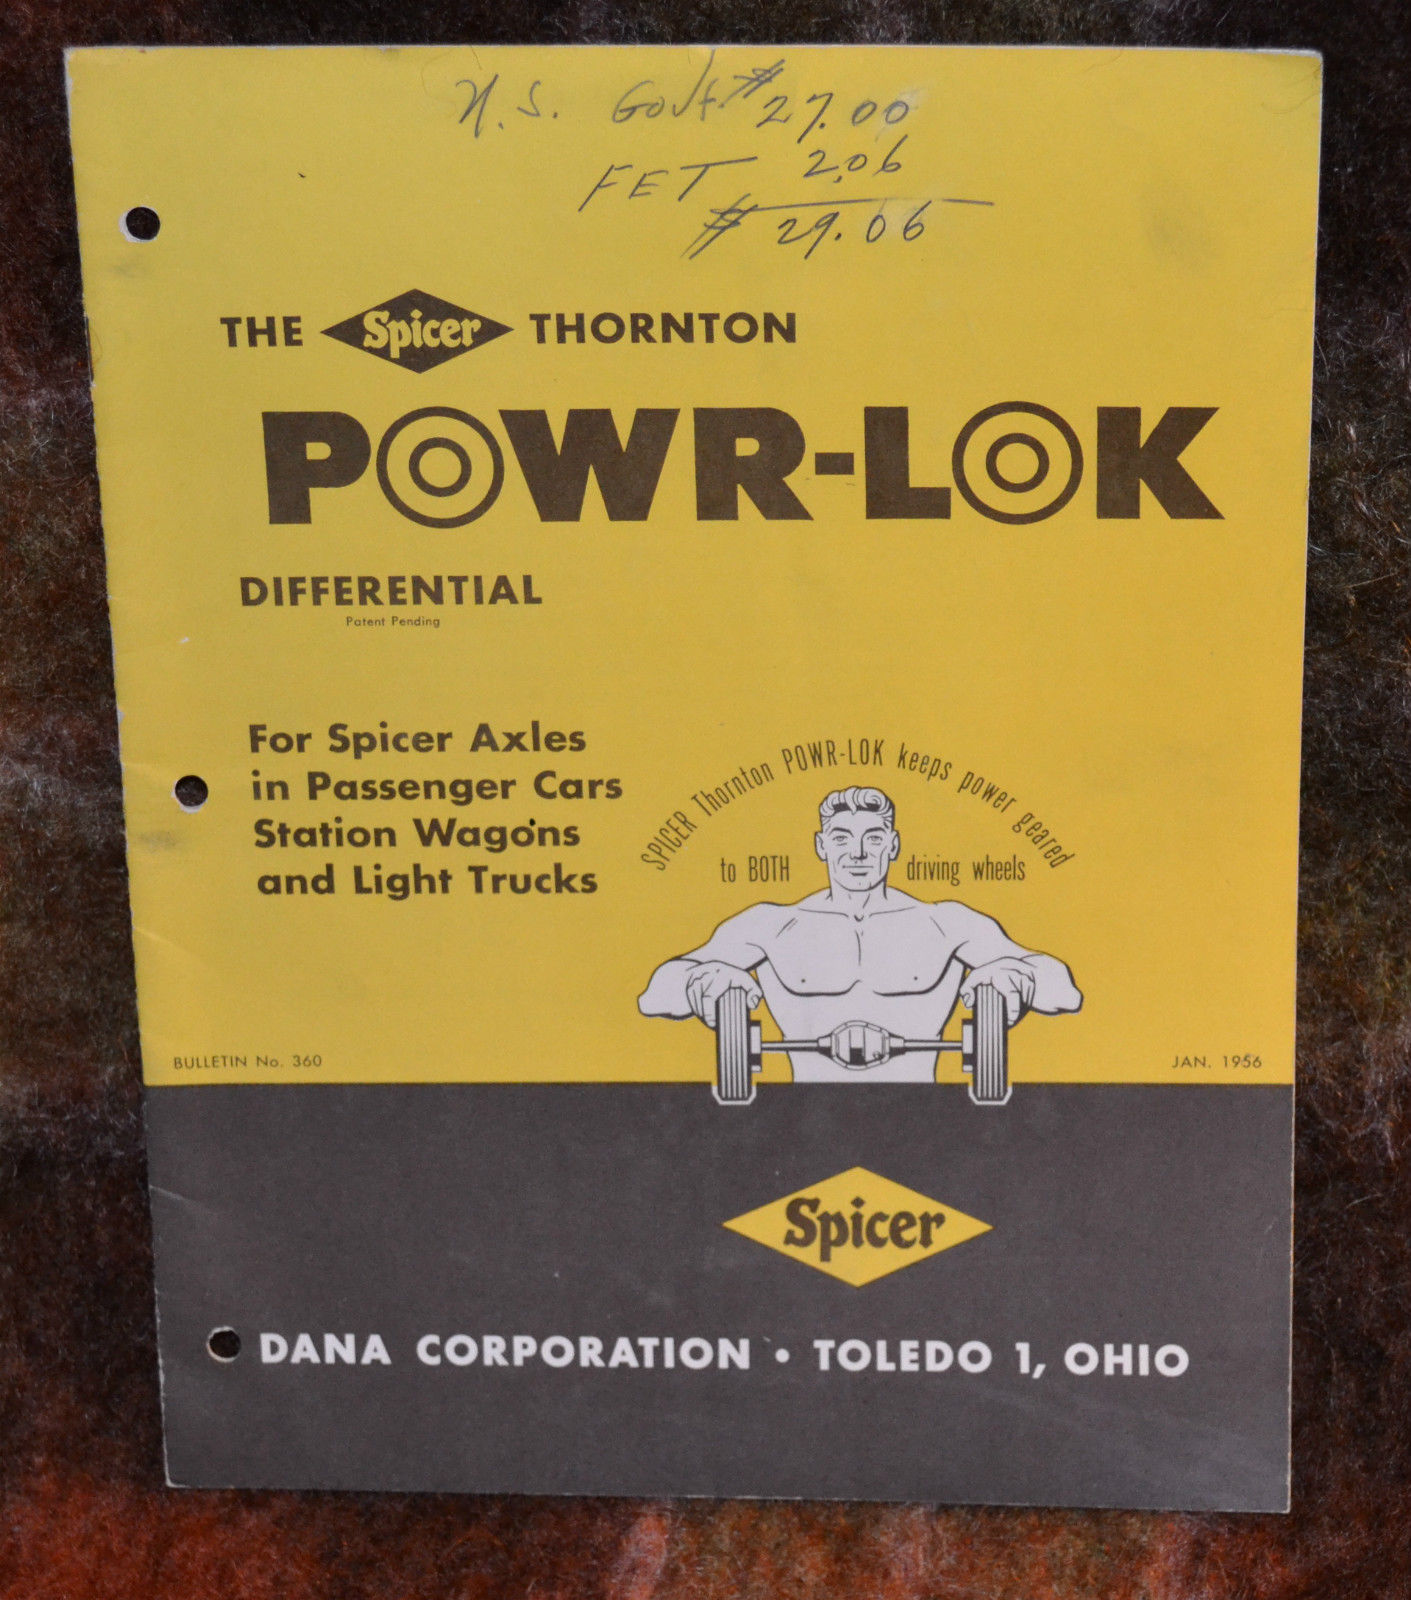 U.S. Govt. $27.00
FET 2.06
$29.06
THE Spicer THORNTON
POWR-LOK
DIFFERENTIAL
Patent Pending
For Spicer Axles
in Passenger Cars
Station Wagons
and Light Trucks
SPICER Thornton POWR-LOK keeps power geared
to BOTH driving wheels
BULLETIN No. 360
JAN. 1956
Spicer
DANA CORPORATION • TOLEDO 1, OHIO